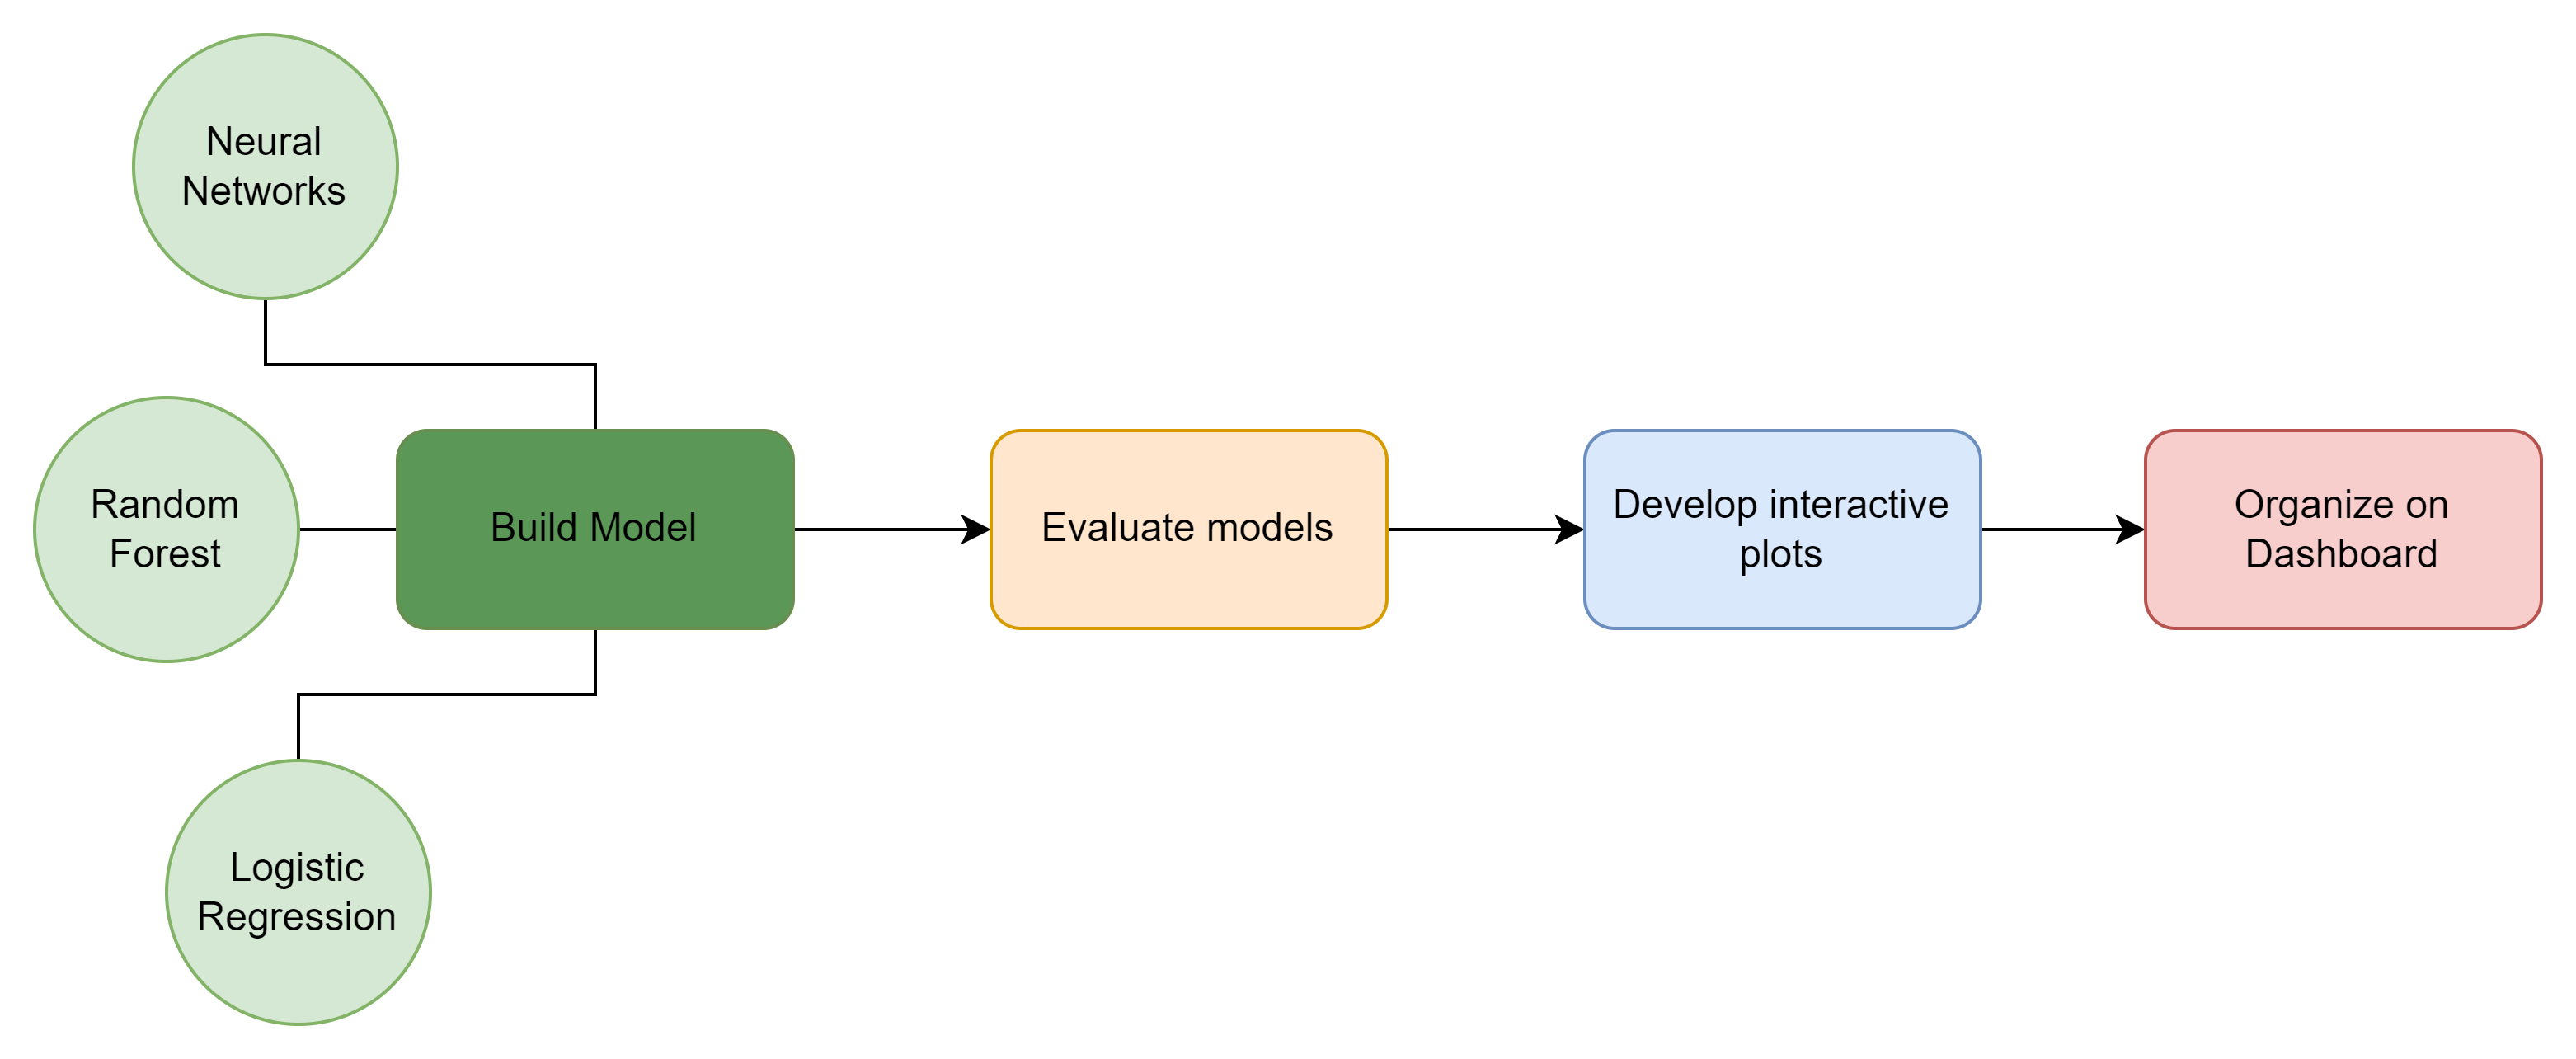 Neural
Networks
Random
Forest
Build Model
Evaluate models
Develop interactive
plots
Organize on
Dashboard
Logistic
Regression